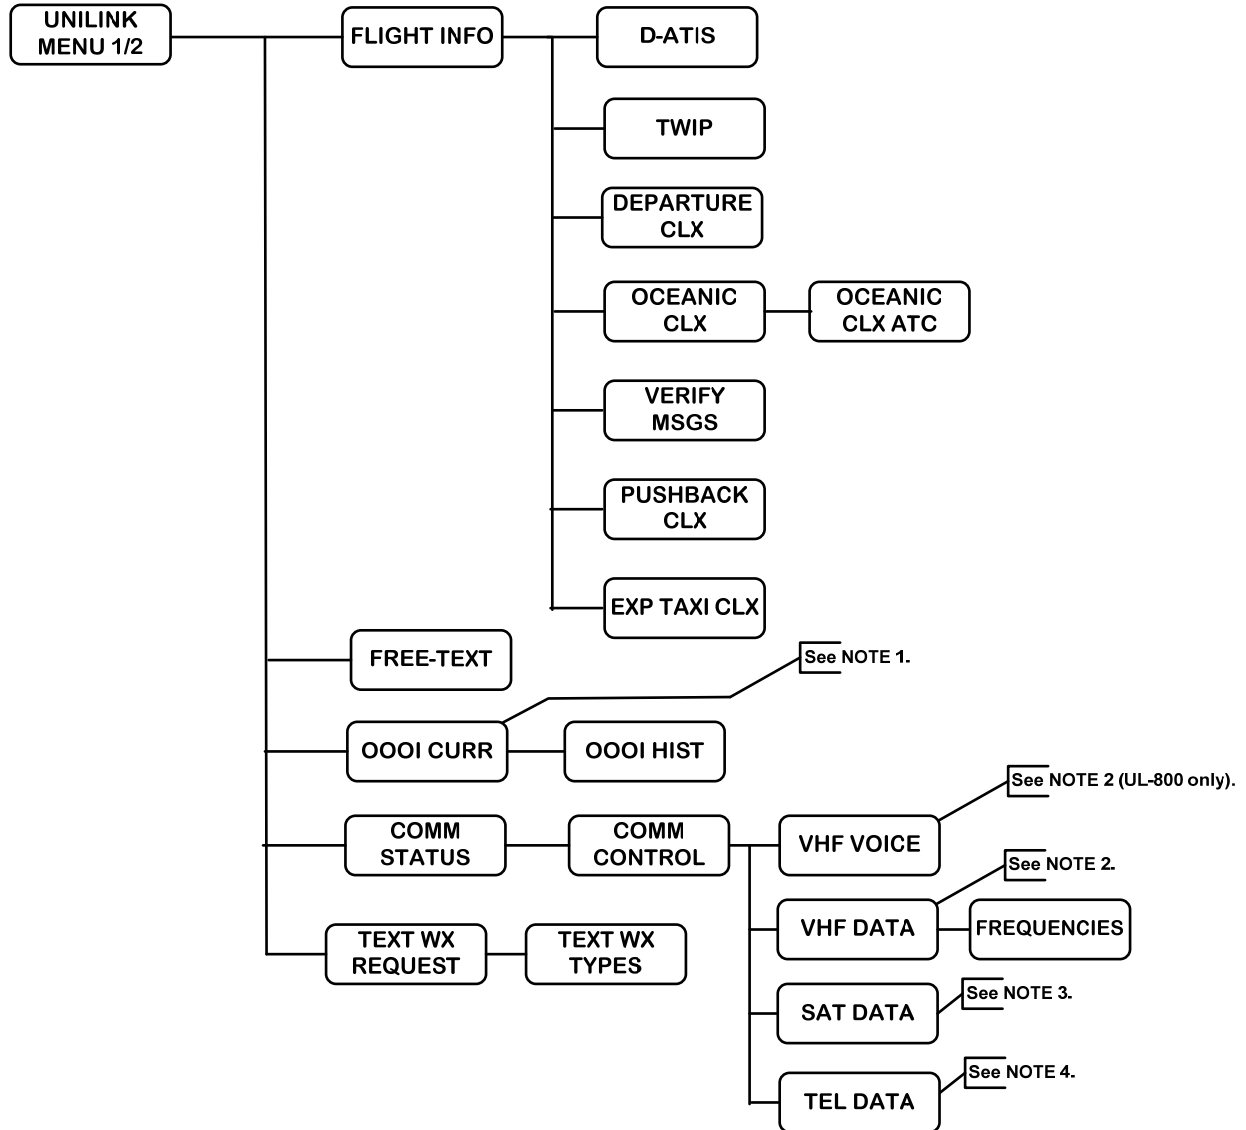 UNILINK
MENU 1/2
FLIGHT INFO
D-ATIS
TWIP
DEPARTURE
CLX
OCEANIC
CLX
OCEANIC
CLX ATC
VERIFY
MSGS
PUSHBACK
CLX
EXP TAXI CLX
FREE-TEXT
See NOTE 1.
OOOI CURR
OOOI HIST
COMM
STATUS
COMM
CONTROL
VHF VOICE
See NOTE 2 (UL-800 only).
VHF DATA
See NOTE 2.
FREQUENCIES
TEXT WX
REQUEST
TEXT WX
TYPES
SAT DATA
See NOTE 3.
TEL DATA
See NOTE 4.